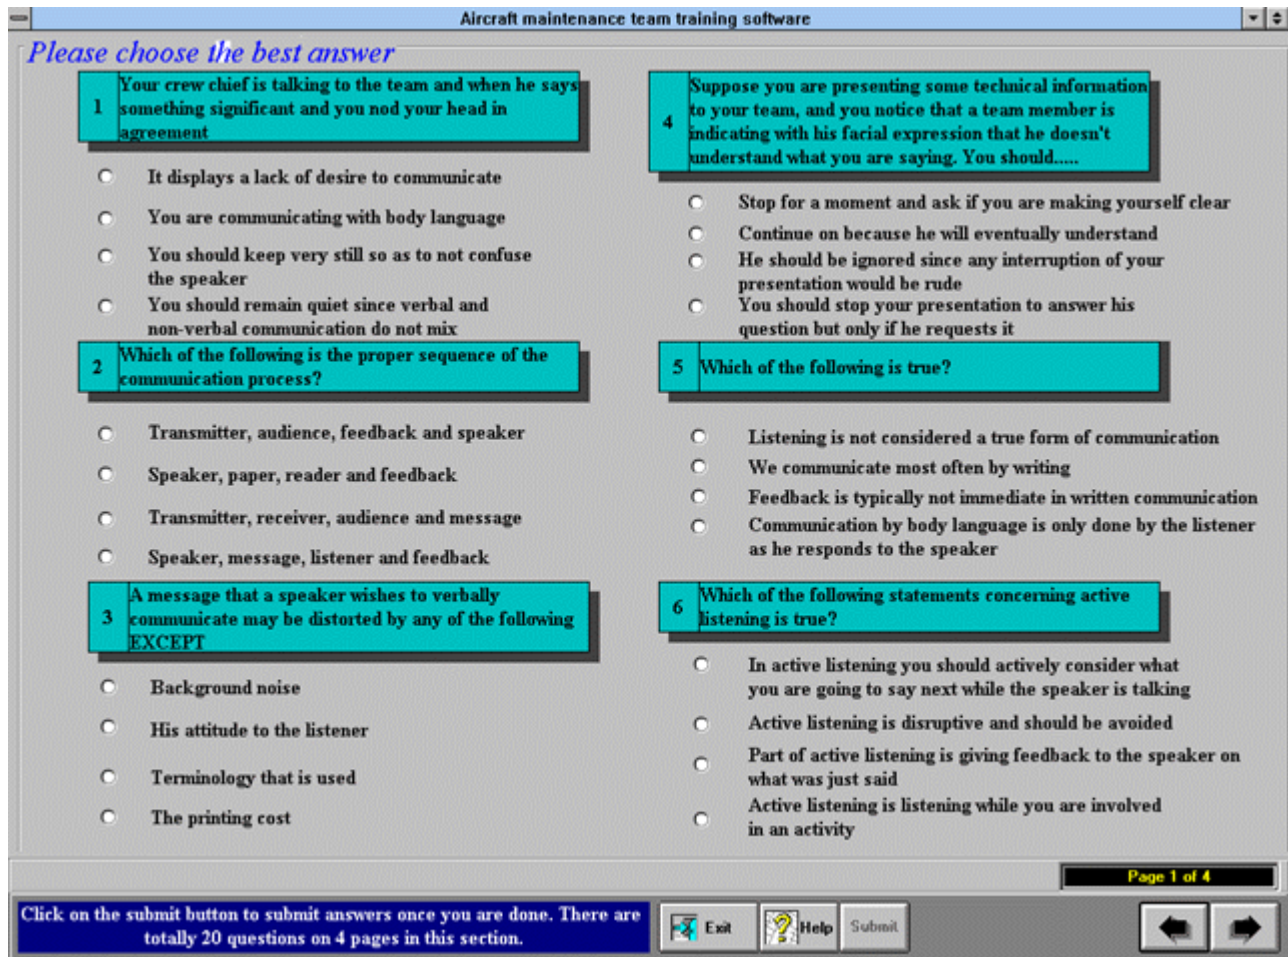 Aircraft maintenance team training software
Please choose the best answer
1
Your crew chief is talking to the team and when he says
something significant and you nod your head in
agreement
It displays a lack of desire to communicate
You are communicating with body language
You should keep very still so as to not confuse
the speaker
You should remain quiet since verbal and
non-verbal communication do not mix
2
Which of the following is the proper sequence of the
communication process?
Transmitter, audience, feedback and speaker
Speaker, paper, reader and feedback
Transmitter, receiver, audience and message
Speaker, message, listener and feedback
3
A message that a speaker wishes to verbally
communicate may be distorted by any of the following
EXCEPT
Background noise
His attitude to the listener
Terminology that is used
The printing cost
4
Suppose you are presenting some technical information
to your team, and you notice that a team member is
indicating with his facial expression that he doesn't
understand what you are saying. You should.....
Stop for a moment and ask if you are making yourself clear
Continue on because he will eventually understand
He should be ignored since any interruption of your
presentation would be rude
You should stop your presentation to answer his
question but only if he requests it
5
Which of the following is true?
Listening is not considered a true form of communication
We communicate most often by writing
Feedback is typically not immediate in written communication
Communication by body language is only done by the listener
as he responds to the speaker
6
Which of the following statements concerning active
listening is true?
In active listening you should actively consider what
you are going to say next while the speaker is talking
Active listening is disruptive and should be avoided
Part of active listening is giving feedback to the speaker on
what was just said
Active listening is listening while you are involved
in an activity
Page 1 of 4
Click on the submit button to submit answers once you are done. There are
totally 20 questions on 4 pages in this section.
Exit
Help
Submit